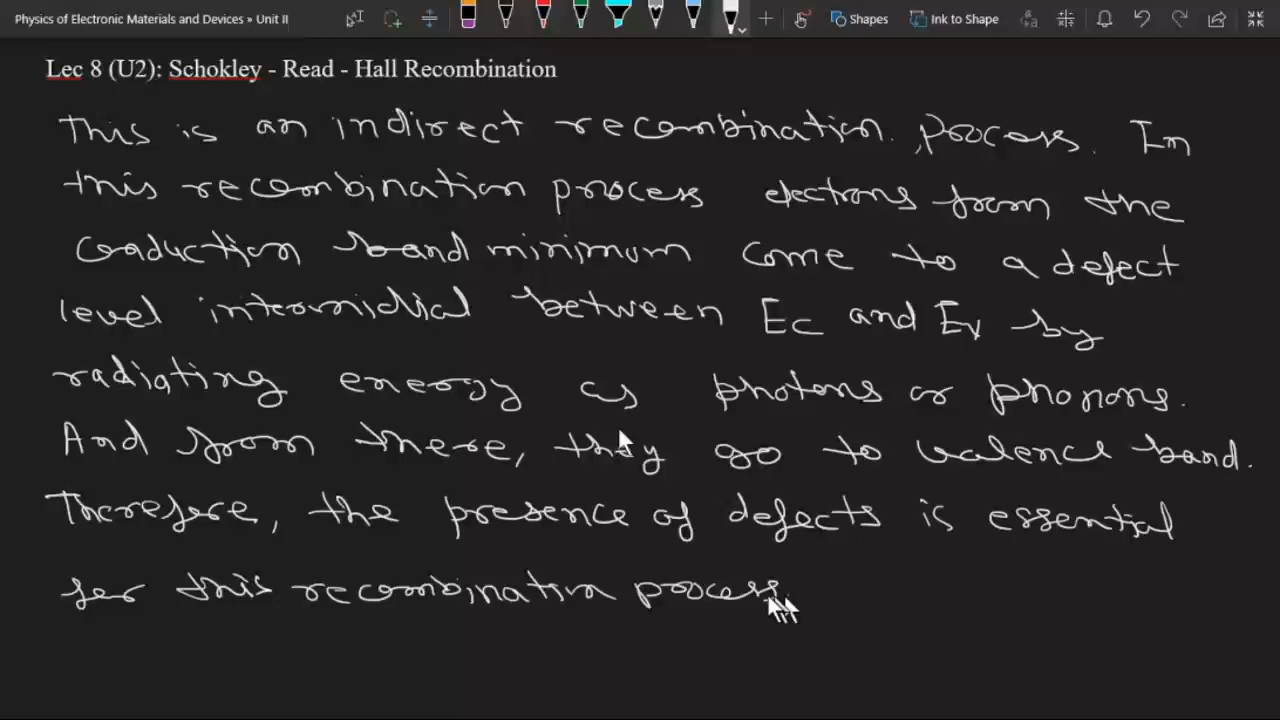 Physics of Electronic Materials and Devices » Unit II
Shapes
Ink to Shape
Lec 8 (U2): Schokley - Read - Hall Recombination
This is an indirect recombination process. In
this recombination process electrons from the
conduction band minimum come to a defect
level intermidial between Ec and Ev by
radiating energy as photons or phonons.
And from there, they go to valence band.
Therefore, the presence of defects is essential
for this recombination process.